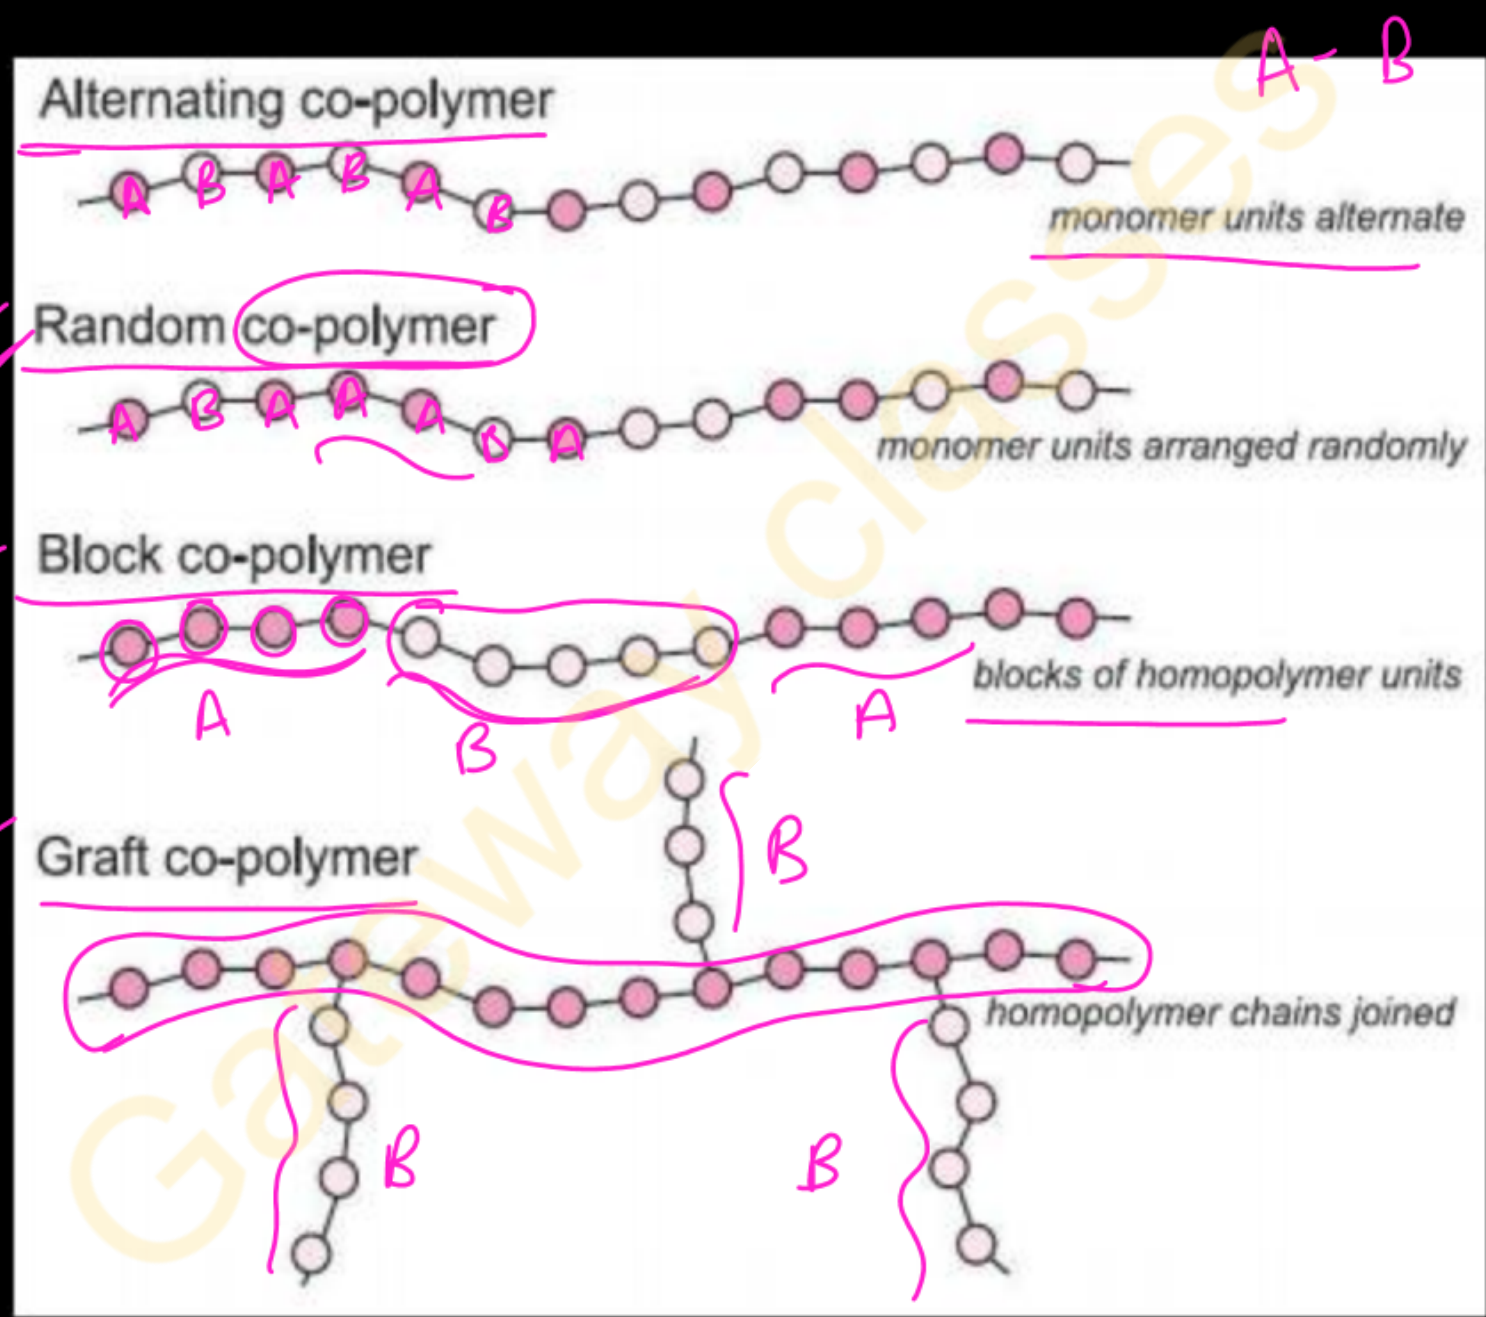 A - B
Alternating co-polymer
A B A B A B
monomer units alternate
Random co-polymer
A B A A A B A
monomer units arranged randomly
Block co-polymer
blocks of homopolymer units
A B A
Graft co-polymer
B
homopolymer chains joined
B B
Gateway classes